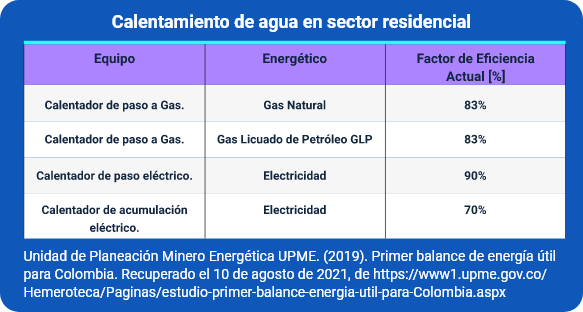 Calentamiento de agua en sector residencial
Equipo Energético Factor de Eficiencia
Actual [%]
Calentador de paso a Gas. Gas Natural 83%
Calentador de paso a Gas. Gas Licuado de Petróleo GLP 83%
Calentador de paso eléctrico. Electricidad 90%
Calentador de acumulación Electricidad 70%
eléctrico.
Unidad de Planeación Minero Energética UPME. (2019). Primer balance de energía útil
para Colombia. Recuperado el 10 de agosto de 2021, de https://www1.upme.gov.co/
Hemeroteca/Paginas/estudio-primer-balance-energia-util-para-Colombia.aspx